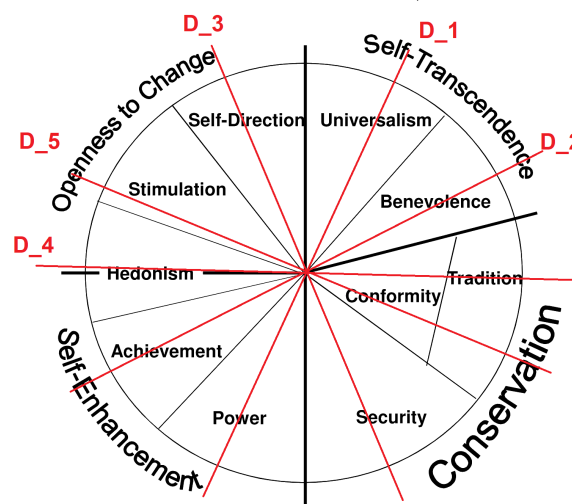 D_3
D_1
Self-Transcendence
Openness to Change
Self-Direction
Universalism
D_5
D_2
Stimulation
Benevolence
D_4
Hedonism
Tradition
Conformity
Achievement
Self-Enhancement
Power
Security
Conservation